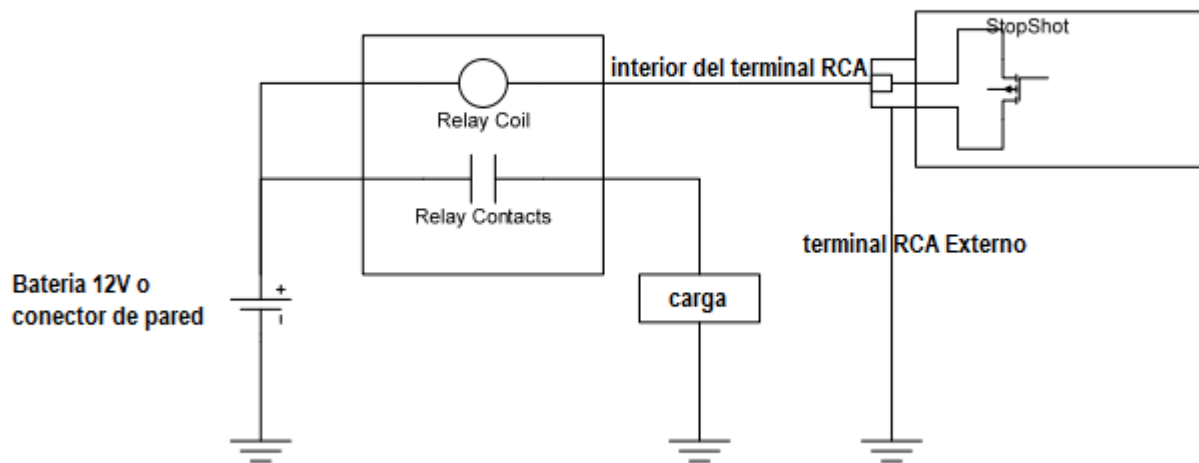 StopShot
interior del terminal RCA
Relay Coil
Relay Contacts
terminal RCA Externo
Bateria 12V o
conector de pared
+
carga